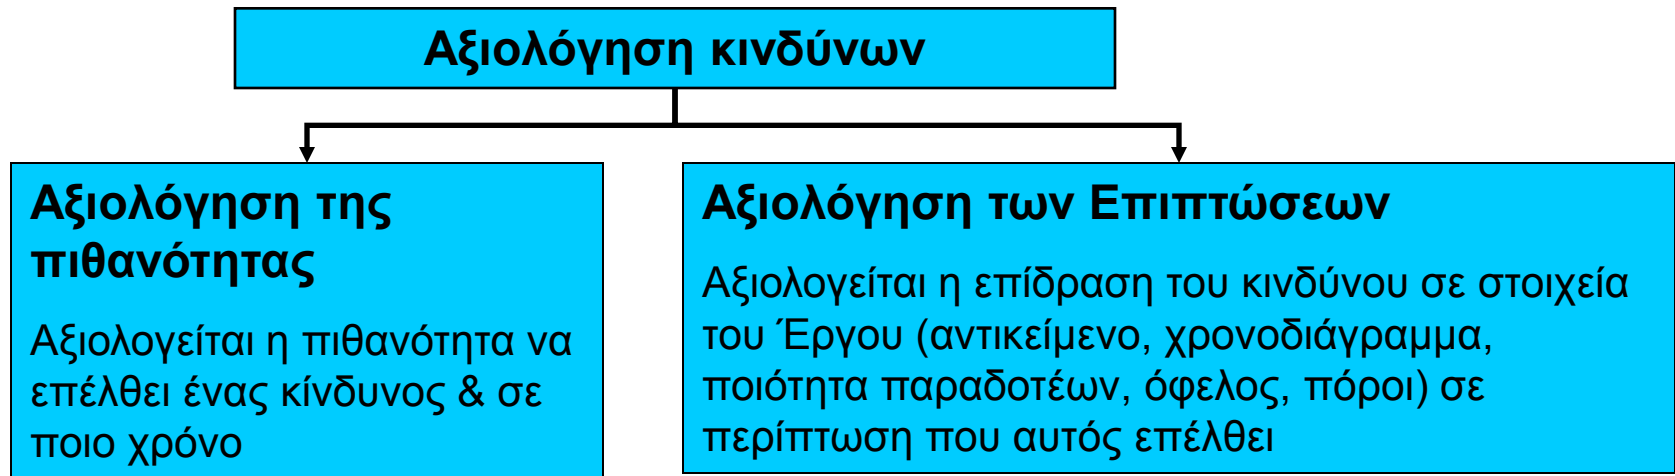 Αξιολόγηση κινδύνων
Αξιολόγηση της
πιθανότητας
Αξιολογείται η πιθανότητα να
επέλθει ένας κίνδυνος & σε
ποιο χρόνο
Αξιολόγηση των Επιπτώσεων
Αξιολογείται η επίδραση του κινδύνου σε στοιχεία
του Έργου (αντικείμενο, χρονοδιάγραμμα,
ποιότητα παραδοτέων, όφελος, πόροι) σε
περίπτωση που αυτός επέλθει